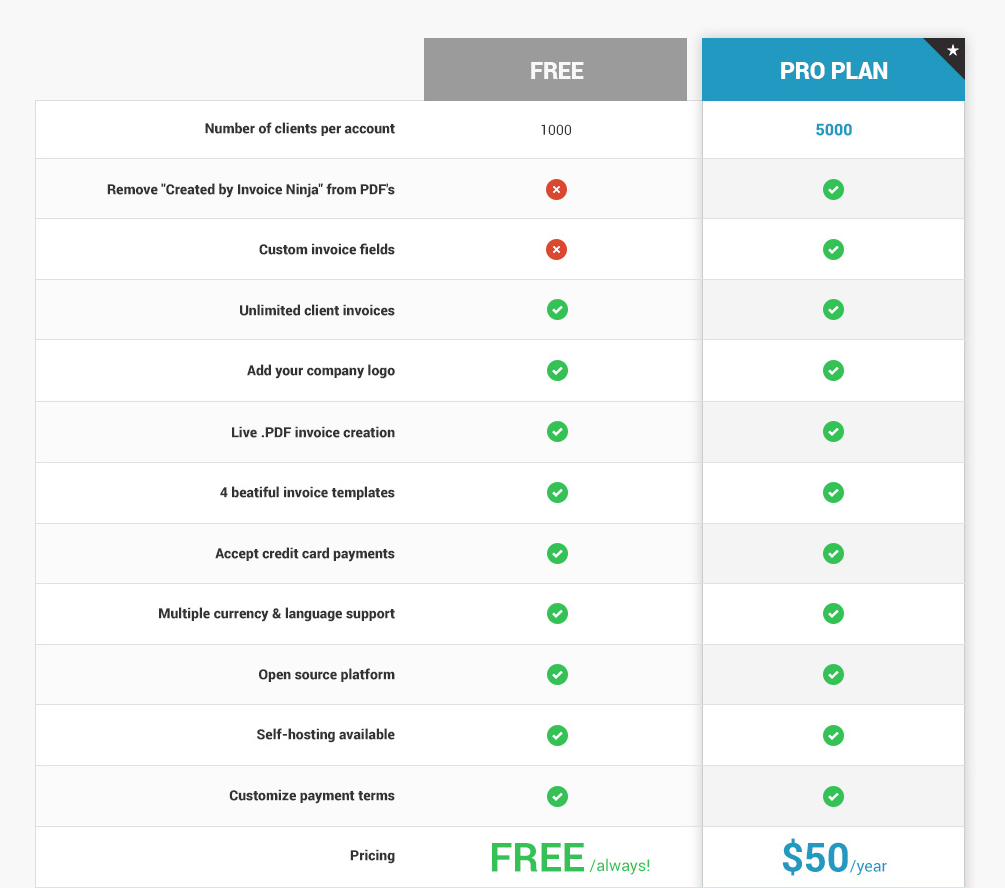 FREE PRO PLAN
Number of clients per account 1000 5000
Remove "Created by Invoice Ninja" from PDF's
Custom invoice fields
Unlimited client invoices
Add your company logo
Live .PDF invoice creation
4 beatiful invoice templates
Accept credit card payments
Multiple currency & language support
Open source platform
Self-hosting available
Customize payment terms
Pricing FREE /always! $50/year